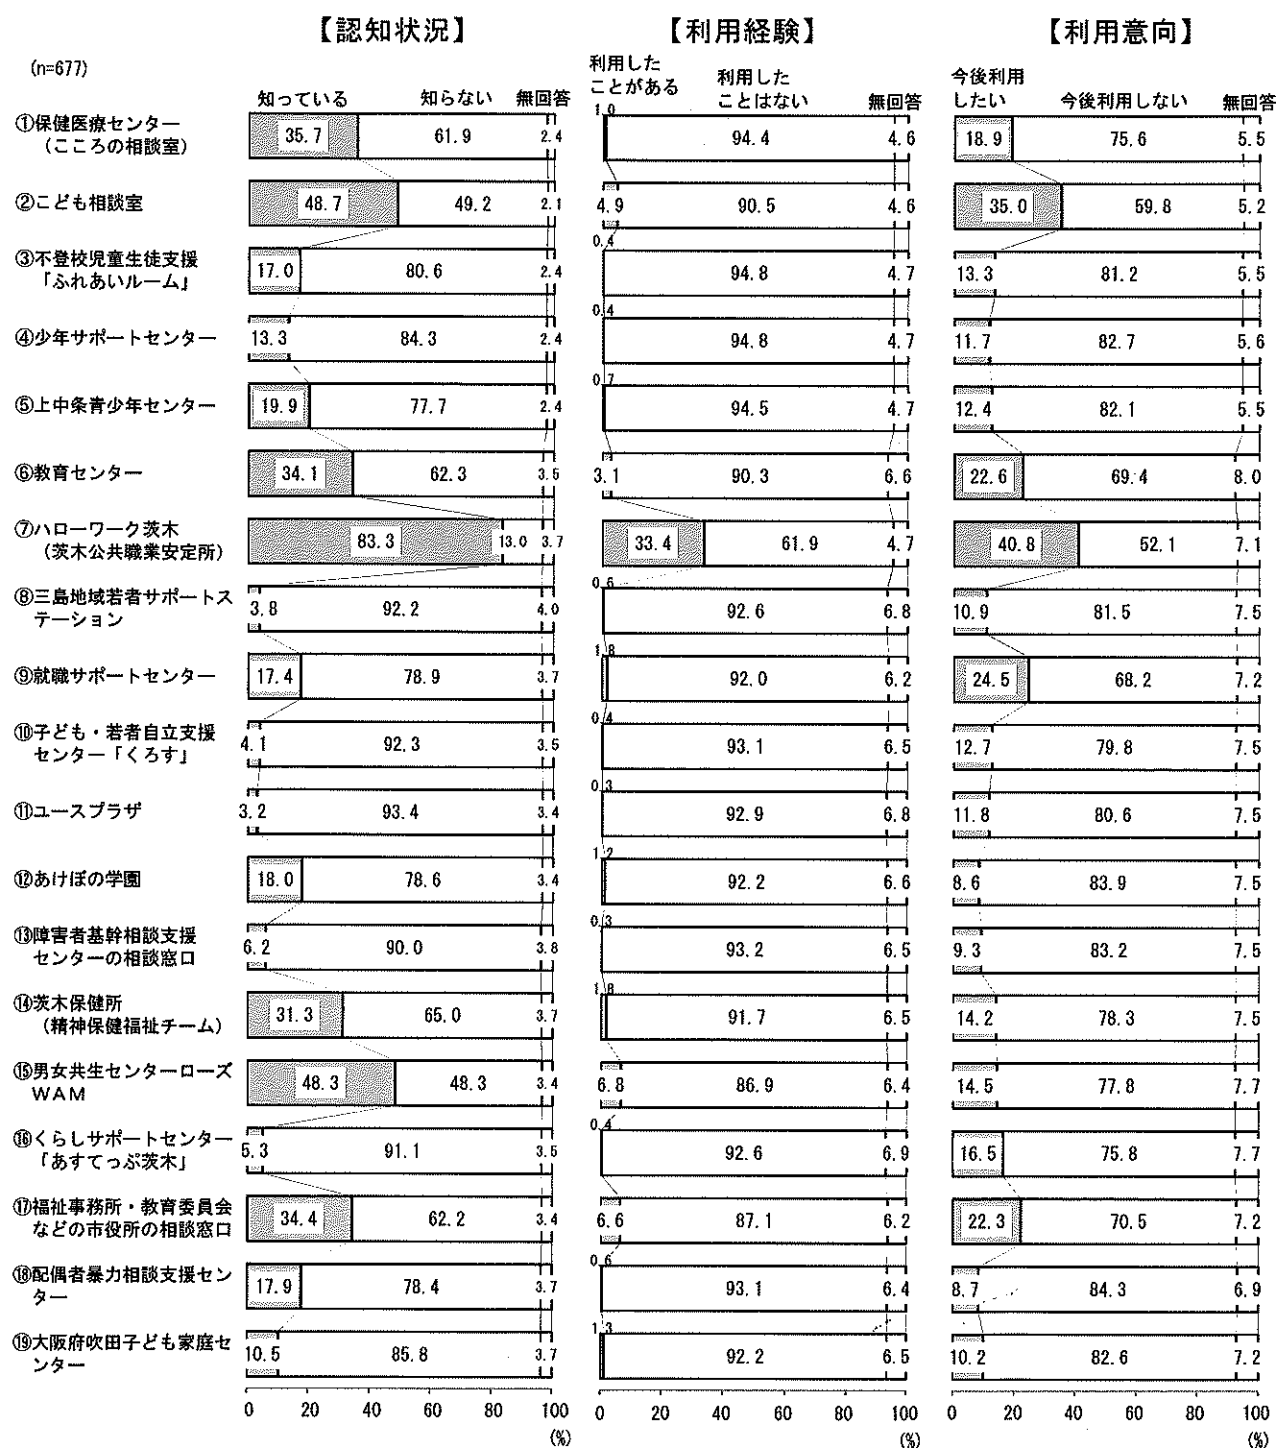 【認知状況】 【利用経験】 【利用意向】
(n=677)
知っている 知らない 無回答
利用した
ことがある
利用した
ことはない
無回答
今後利用
したい
今後利用しない 無回答
①保健医療センター
（こころの相談室）
35.7 61.9 2.4 1.0 94.4 4.6 18.9 75.6 5.5
②こども相談室 48.7 49.2 2.1 4.9 90.5 4.6 35.0 59.8 5.2
③不登校児童生徒支援
「ふれあいルーム」
17.0 80.6 2.4 0.4 94.8 4.7 13.3 81.2 5.5
④少年サポートセンター 13.3 84.3 2.4 0.4 94.8 4.7 11.7 82.7 5.6
⑤上中条青少年センター 19.9 77.7 2.4 0.7 94.5 4.7 12.4 82.1 5.5
⑥教育センター 34.1 62.3 3.5 3.1 90.3 6.6 22.6 69.4 8.0
⑦ハローワーク茨木
（茨木公共職業安定所）
83.3 13.0 3.7 33.4 61.9 4.7 40.8 52.1 7.1
⑧三島地域若者サポートス
テーション
3.8 92.2 4.0 0.6 92.6 6.8 10.9 81.5 7.5
⑨就職サポートセンター 17.4 78.9 3.7 1.8 92.0 6.2 24.5 68.2 7.2
⑩子ども・若者自立支援
センター「くろす」
4.1 92.3 3.5 0.4 93.1 6.5 12.7 79.8 7.5
⑪ユースプラザ 3.2 93.4 3.4 0.3 92.9 6.8 11.8 80.6 7.5
⑫あけぼの学園 18.0 78.6 3.4 1.2 92.2 6.6 8.6 83.9 7.5
⑬障害者基幹相談支援
センターの相談窓口
6.2 90.0 3.8 0.3 93.2 6.5 9.3 83.2 7.5
⑭茨木保健所
（精神保健福祉チーム）
31.3 65.0 3.7 1.8 91.7 6.5 14.2 78.3 7.5
⑮男女共生センターローズ
ＷＡＭ
48.3 48.3 3.4 6.8 86.9 6.4 14.5 77.8 7.7
⑯くらしサポートセンター
「あすてっぷ茨木」
5.3 91.1 3.5 0.4 92.6 6.9 16.5 75.8 7.7
⑰福祉事務所・教育委員会
などの市役所の相談窓口
34.4 62.2 3.4 6.6 87.1 6.2 22.3 70.5 7.2
⑱配偶者暴力相談支援セン
ター
17.9 78.4 3.7 0.6 93.1 6.4 8.7 84.3 6.9
⑲大阪府吹田子ども家庭セ
ンター
10.5 85.8 3.7 1.3 92.2 6.5 10.2 82.6 7.2
0 20 40 60 80 100 0 20 40 60 80 100 0 20 40 60 80 100
(%) (%) (%)